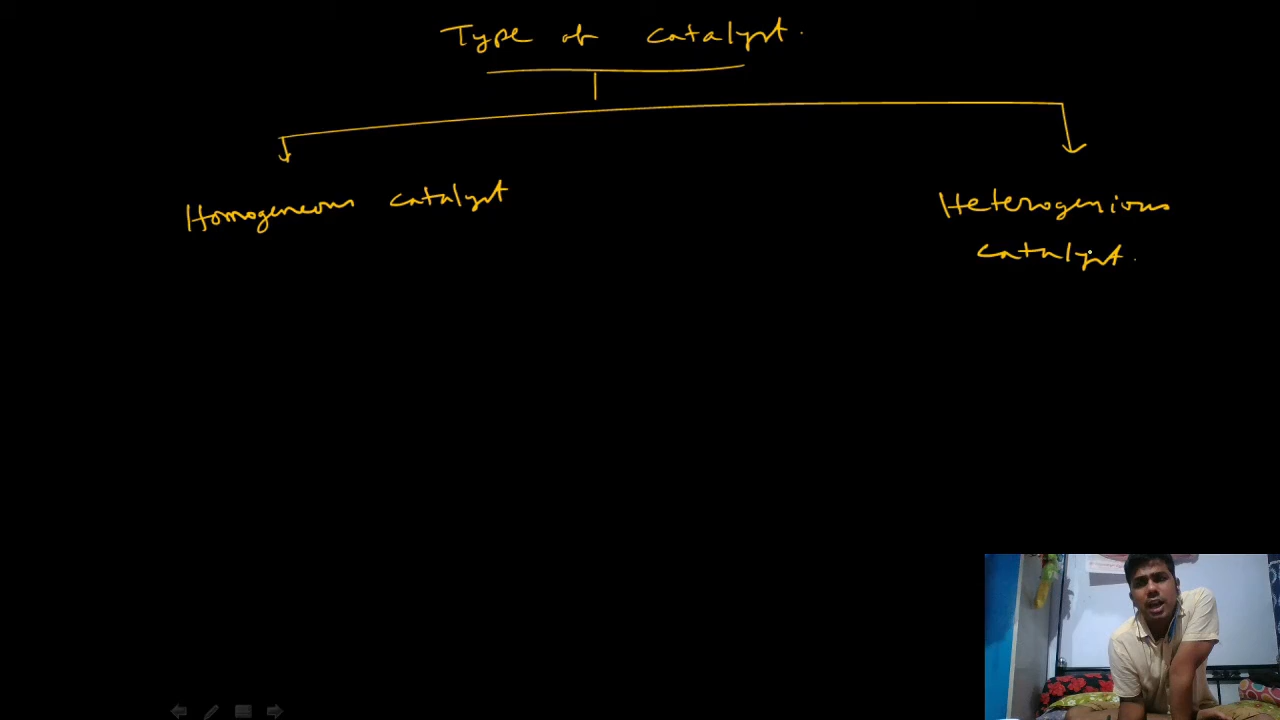 Type of catalyst.
Homogeneous catalyst
Heterogenious
catalyst.